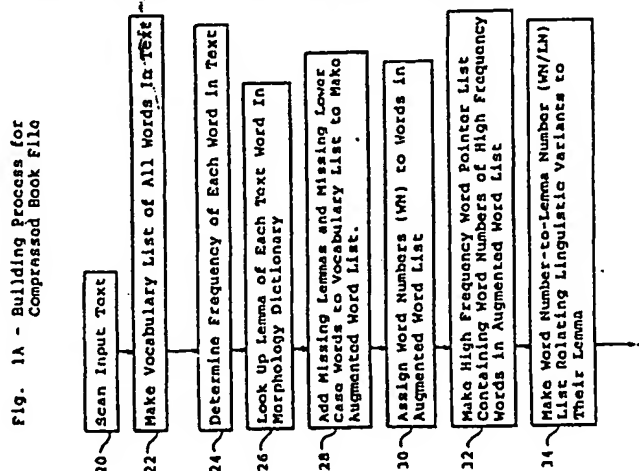 Fig. 1A - Building Process for
Compressed Book File
20
Scan Input Text
22
Make Vocabulary List of All Words In Text
24
Determine Frequency of Each Word in Text
26
Look Up Lemma of Each Text Word In
Morphology Dictionary
28
Add Missing Lemmas and Missing Lower
Case Words to Vocabulary List to Make
Augmented Word List.
30
Assign Word Numbers (WN) to Words in
Augmented Word List
32
Make High Frequency Word Pointer List
Containing Word Numbers of High Frequency
Words in Augmented Word List
34
Make Word Number-to-Lemma Number (WN/LN)
List Relating Linguistic Variants to
Their Lemma